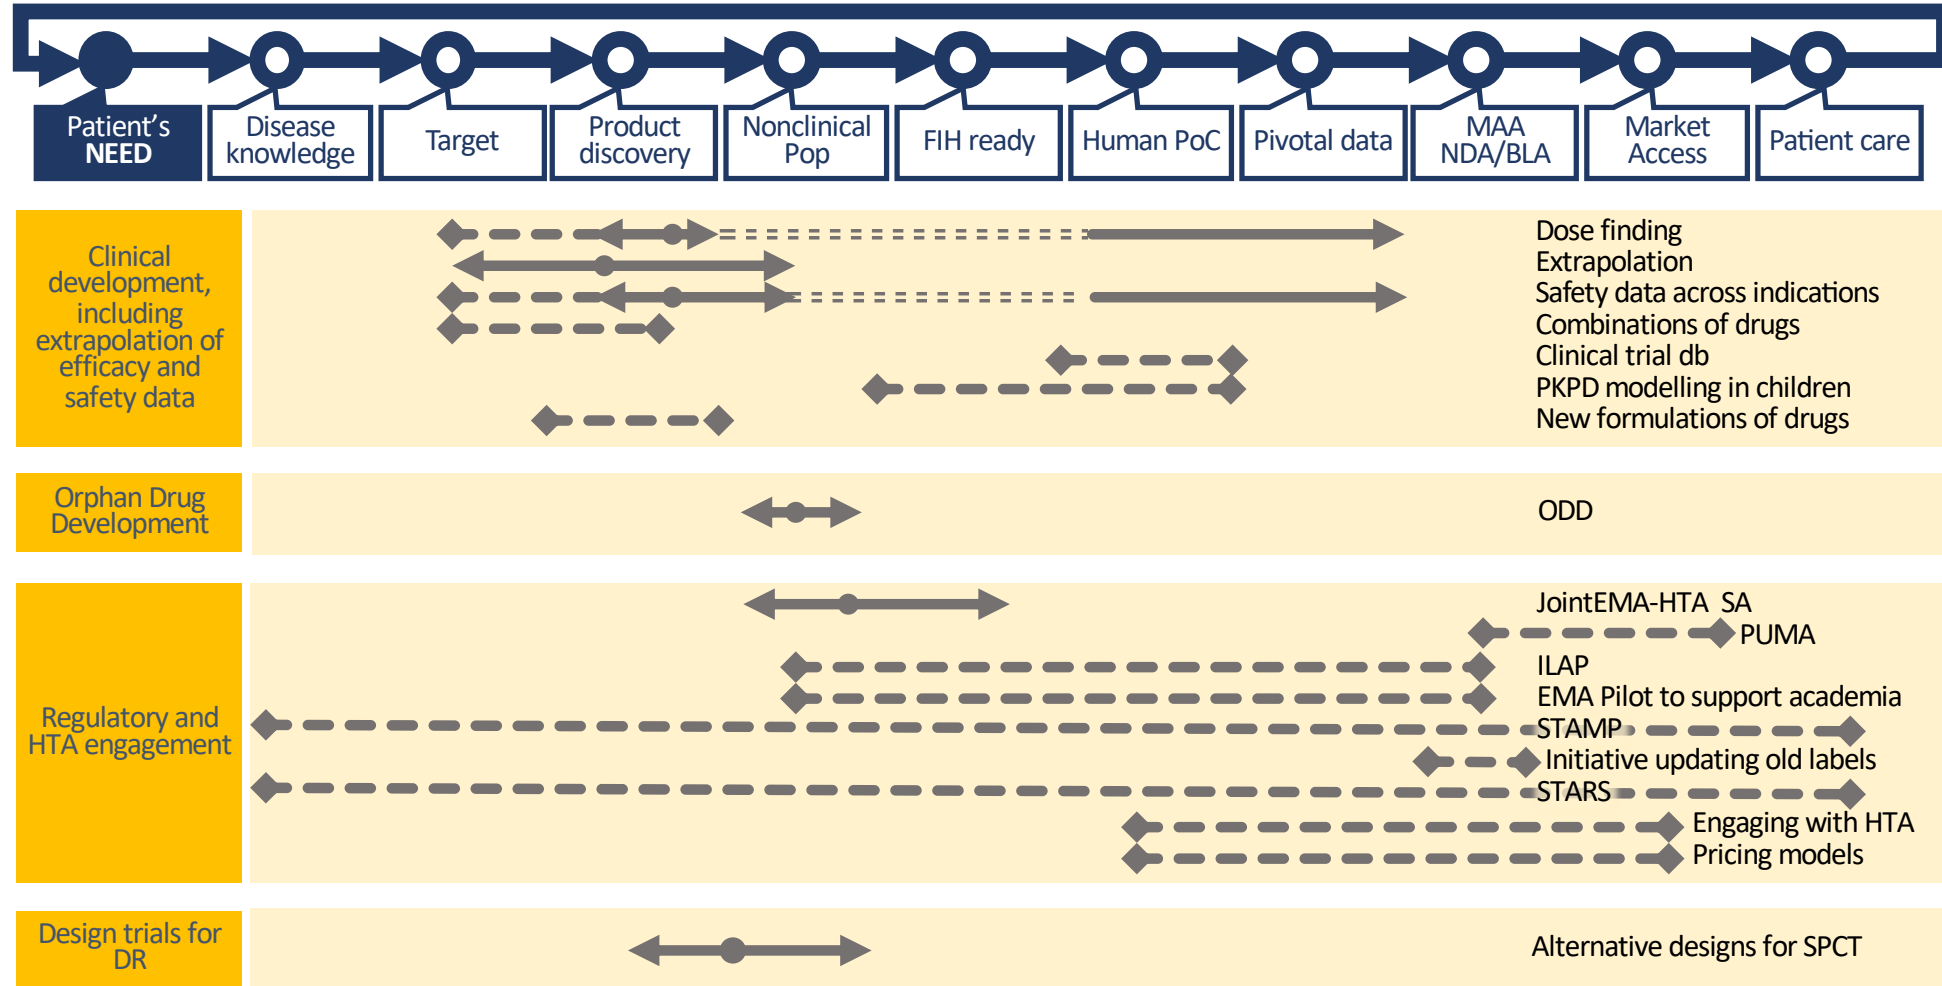 Patient's
NEED
Disease
knowledge
Target
Product
discovery
Nonclinical
Pop
FIH ready
Human PoC
Pivotal data
MAA
NDA/BLA
Market
Access
Patient care
Clinical
development,
including
extrapolation of
efficacy and
safety data
Dose finding
Extrapolation
Safety data across indications
Combinations of drugs
Clinical trial db
PKPD modelling in children
New formulations of drugs
Orphan Drug
Development
ODD
Regulatory and
HTA engagement
JointEMA-HTA SA
PUMA
ILAP
EMA Pilot to support academia
STAMP
Initiative updating old labels
STARS
Engaging with HTA
Pricing models
Design trials for
DR
Alternative designs for SPCT